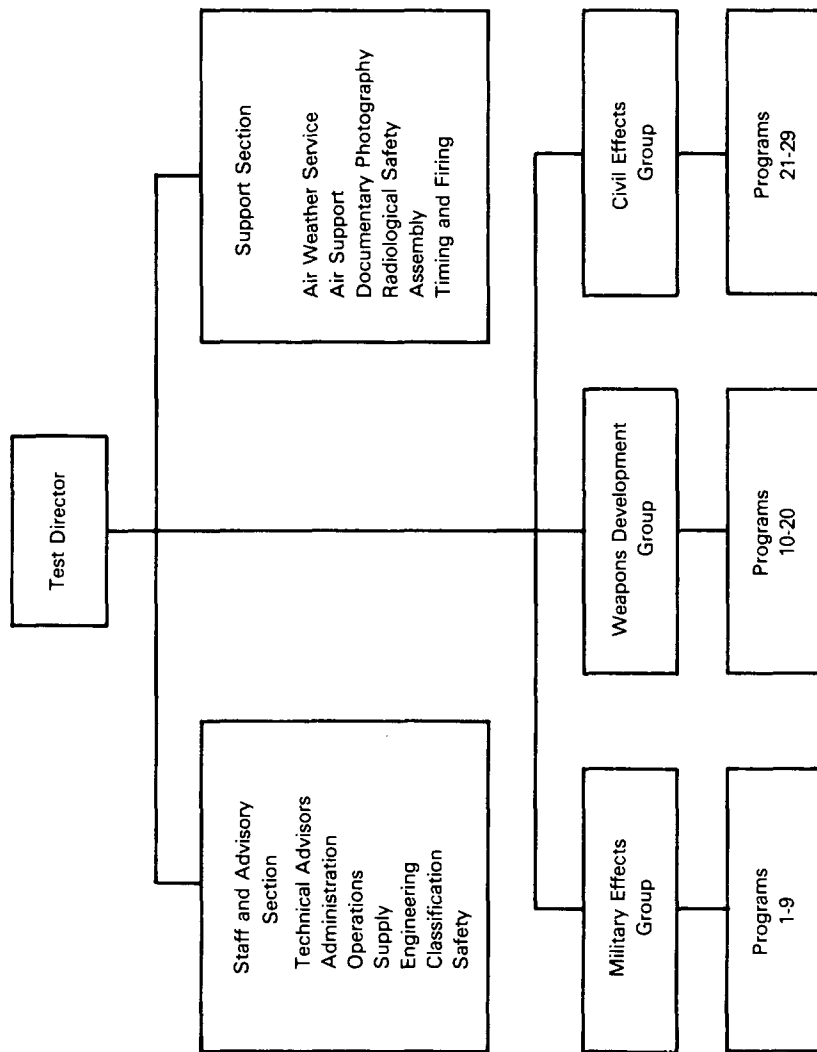 Test Director
Staff and Advisory
Section
Technical Advisors
Administration
Operations
Supply
Engineering
Classification
Safety
Support Section
Air Weather Service
Air Support
Documentary Photography
Radiological Safety
Assembly
Timing and Firing
Military Effects
Group
Weapons Development
Group
Civil Effects
Group
Programs
1-9
Programs
10-20
Programs
21-29